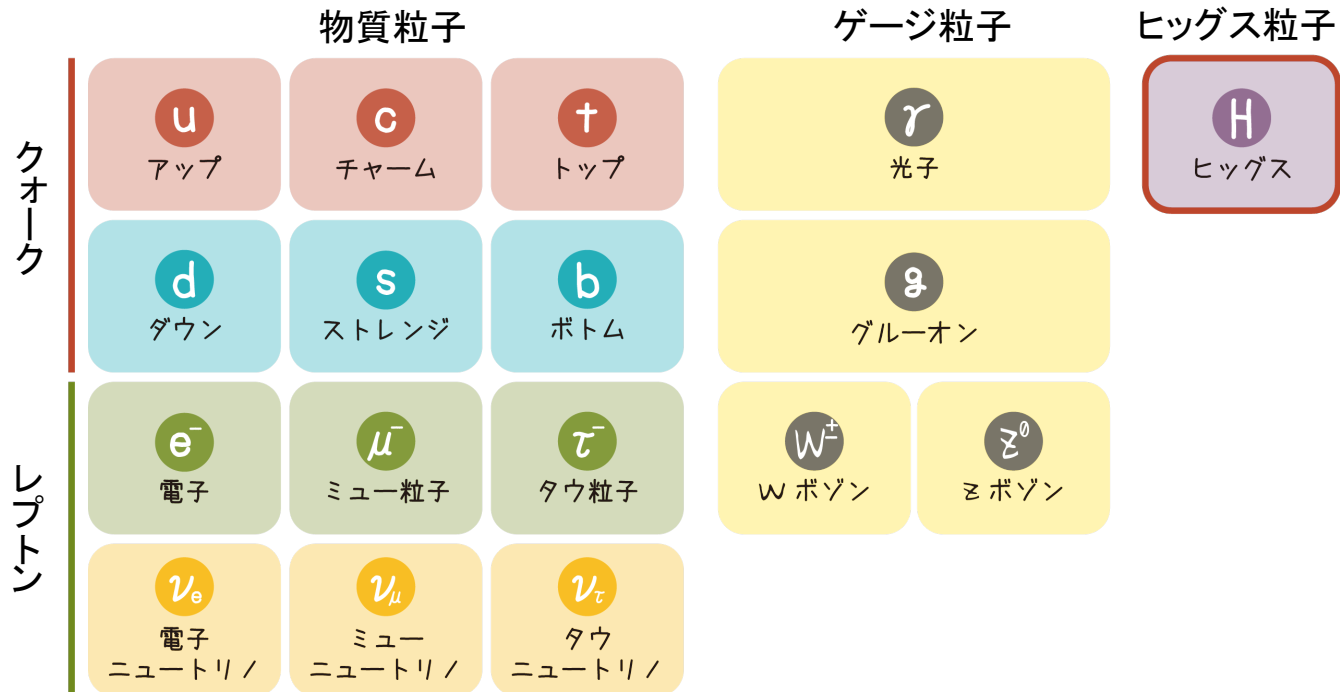 物質粒子
ゲージ粒子
ヒッグス粒子
クォーク
u
アップ
c
チャーム
t
トップ
γ
光子
H
ヒッグス
d
ダウン
s
ストレンジ
b
ボトム
g
グルーオン
レプトン
e⁻
電子
μ⁻
ミュー粒子
τ⁻
タウ粒子
W±
W ボゾン
Z⁰
Z ボゾン
νe
電子
ニュートリノ
νμ
ミュー
ニュートリノ
ντ
タウ
ニュートリノ